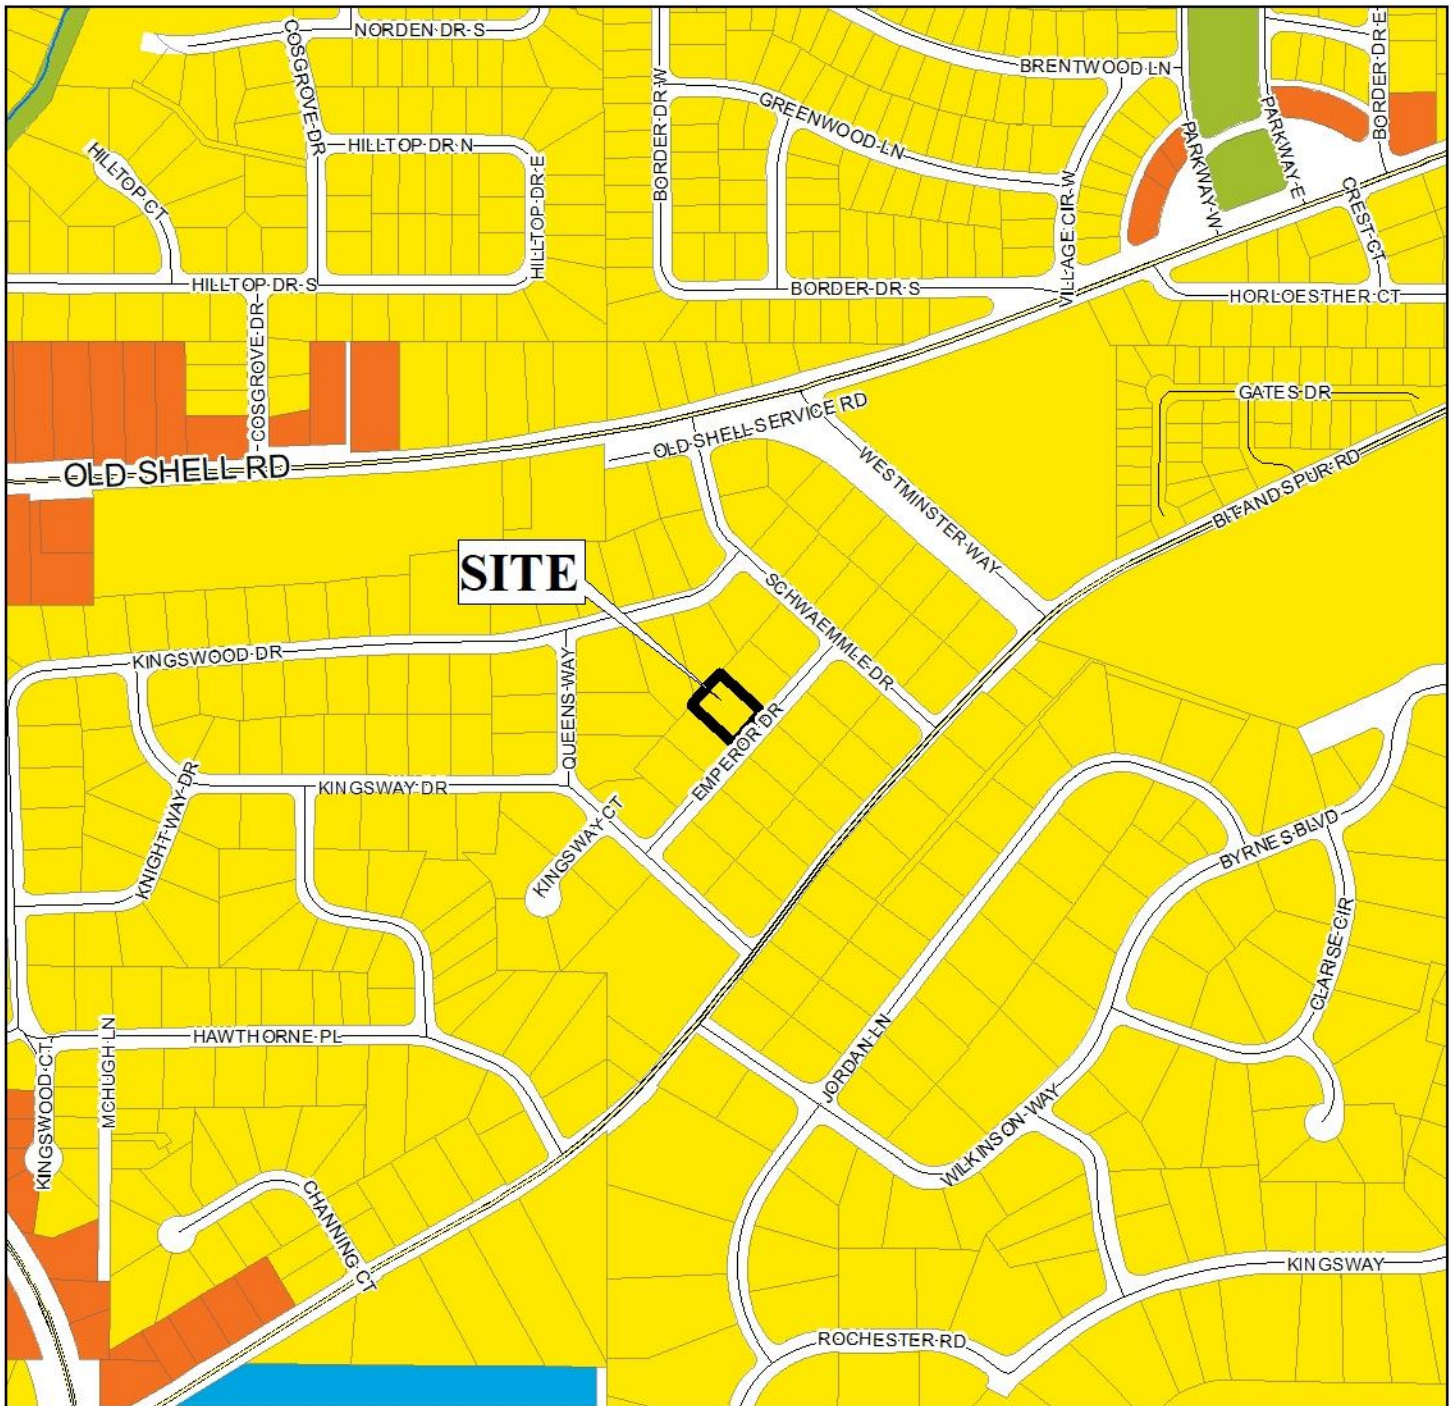 NORDEN DR S
COSGROVE DR
HILLTOP DR N
HILLTOP CT
HILLTOP DR E
HILLTOP DR S
COSGROVE DR
BORDER DR W
GREENWOOD LN
BRENTWOOD LN
PARKWAY W
PARKWAY E
BORDER DR E
VILLAGE CIR W
CREST CT
BORDER DR S
HORLOESTHER CT
GATES DR
OLD SHELL RD
OLD SHELL SERVICE RD
WESTMINSTER WAY
BIT AND SPUR RD
SITE
SCHWAEMMLE DR
KINGSWOOD DR
QUEENS WAY
EMPEROR DR
KNIGHT WAY DR
KINGSWAY DR
KINGSWAY CT
BYRNES BLVD
CLARISE CIR
HAWTHORNE PL
MCHUGH LN
KINGSWOOD CT
JORDAN LN
WILKINSON WAY
CHANNING CT
KINGSWAY
ROCHESTER RD